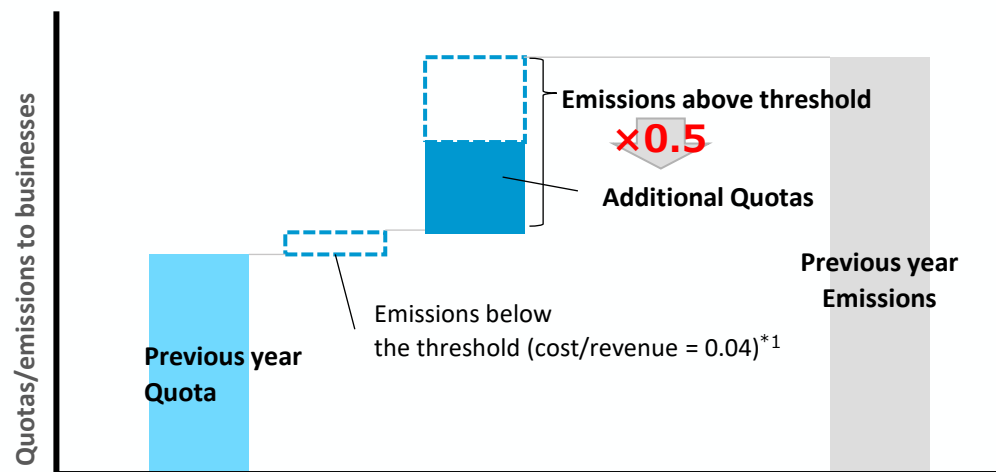 Quotas/emissions to businesses
Emissions above threshold
×0.5
Additional Quotas
Previous year
Emissions
Emissions below
the threshold (cost/revenue = 0.04)*1
Previous year
Quota